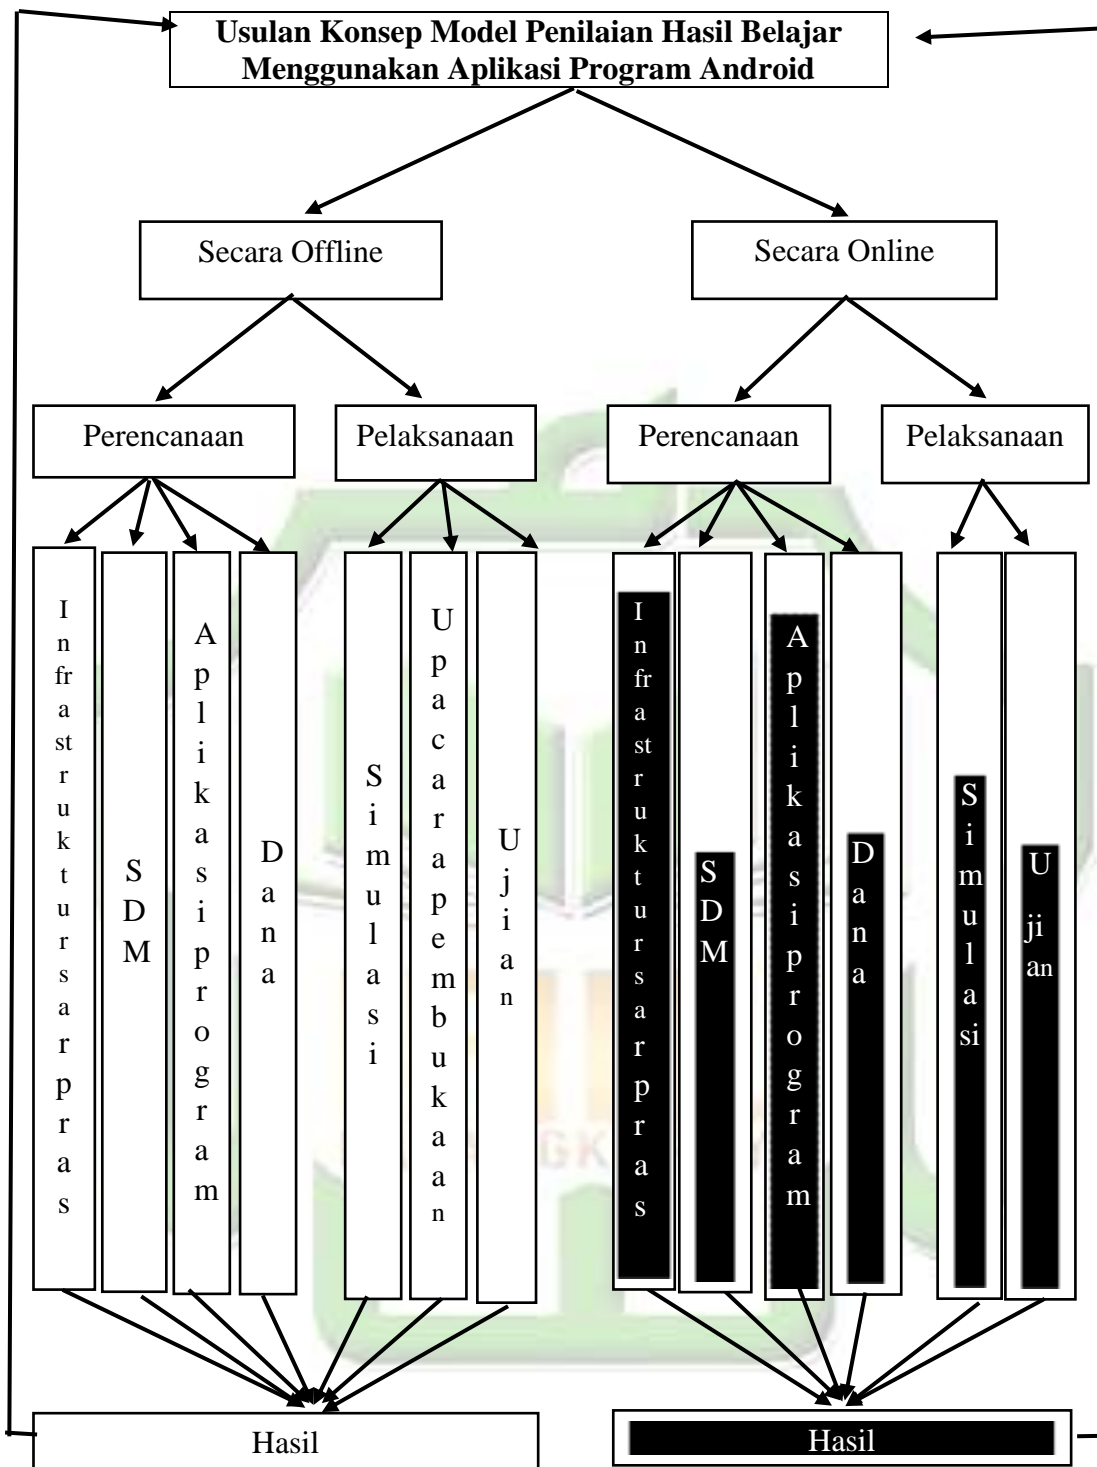 Usulan Konsep Model Penilaian Hasil Belajar
Menggunakan Aplikasi Program Android
Secara Offline
Secara Online
Perencanaan
Pelaksanaan
Perencanaan
Pelaksanaan
Infrastruktursarpras
SDM
Aplikasiprogram
Dana
Simulasi
Upacarapembukaan
Ujian
Infrastruktursarpras
SDM
Aplikasiprogram
Dana
Simulasi
Ujian
Hasil
Hasil